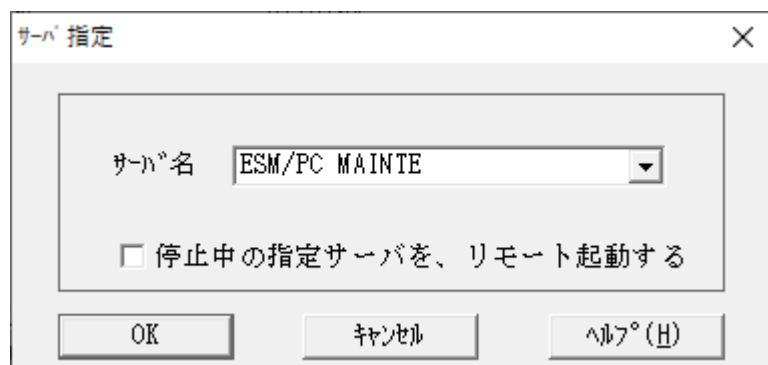 ｻｰﾊﾞ 指定
ｻｰﾊﾞ名 ESM/PC MAINTE
停止中の指定サーバを、リモート起動する
OK ｷｬﾝｾﾙ ﾍﾙﾌﾟ(H)